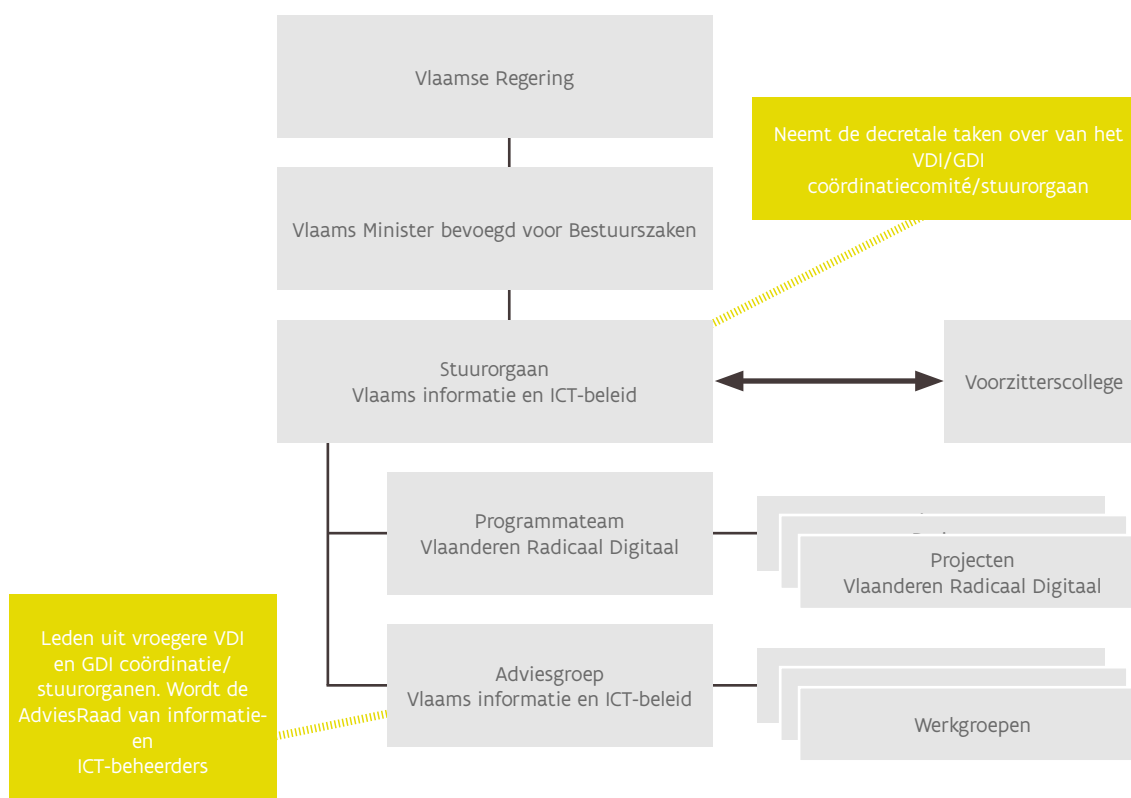 Vlaamse Regering
Neemt de decretale taken over van het
VDI/GDI
coördinatiecomité/stuurorgaan
Vlaams Minister bevoegd voor Bestuurszaken
Stuurorgaan
Vlaams informatie en ICT-beleid
Voorzitterscollege
Programmateam
Vlaanderen Radicaal Digitaal
Projecten
Vlaanderen Radicaal Digitaal
Leden uit vroegere VDI
en GDI coördinatie/
stuurorganen. Wordt de
AdviesRaad van informatie-
en
ICT-beheerders
Adviesgroep
Vlaams informatie en ICT-beleid
Werkgroepen